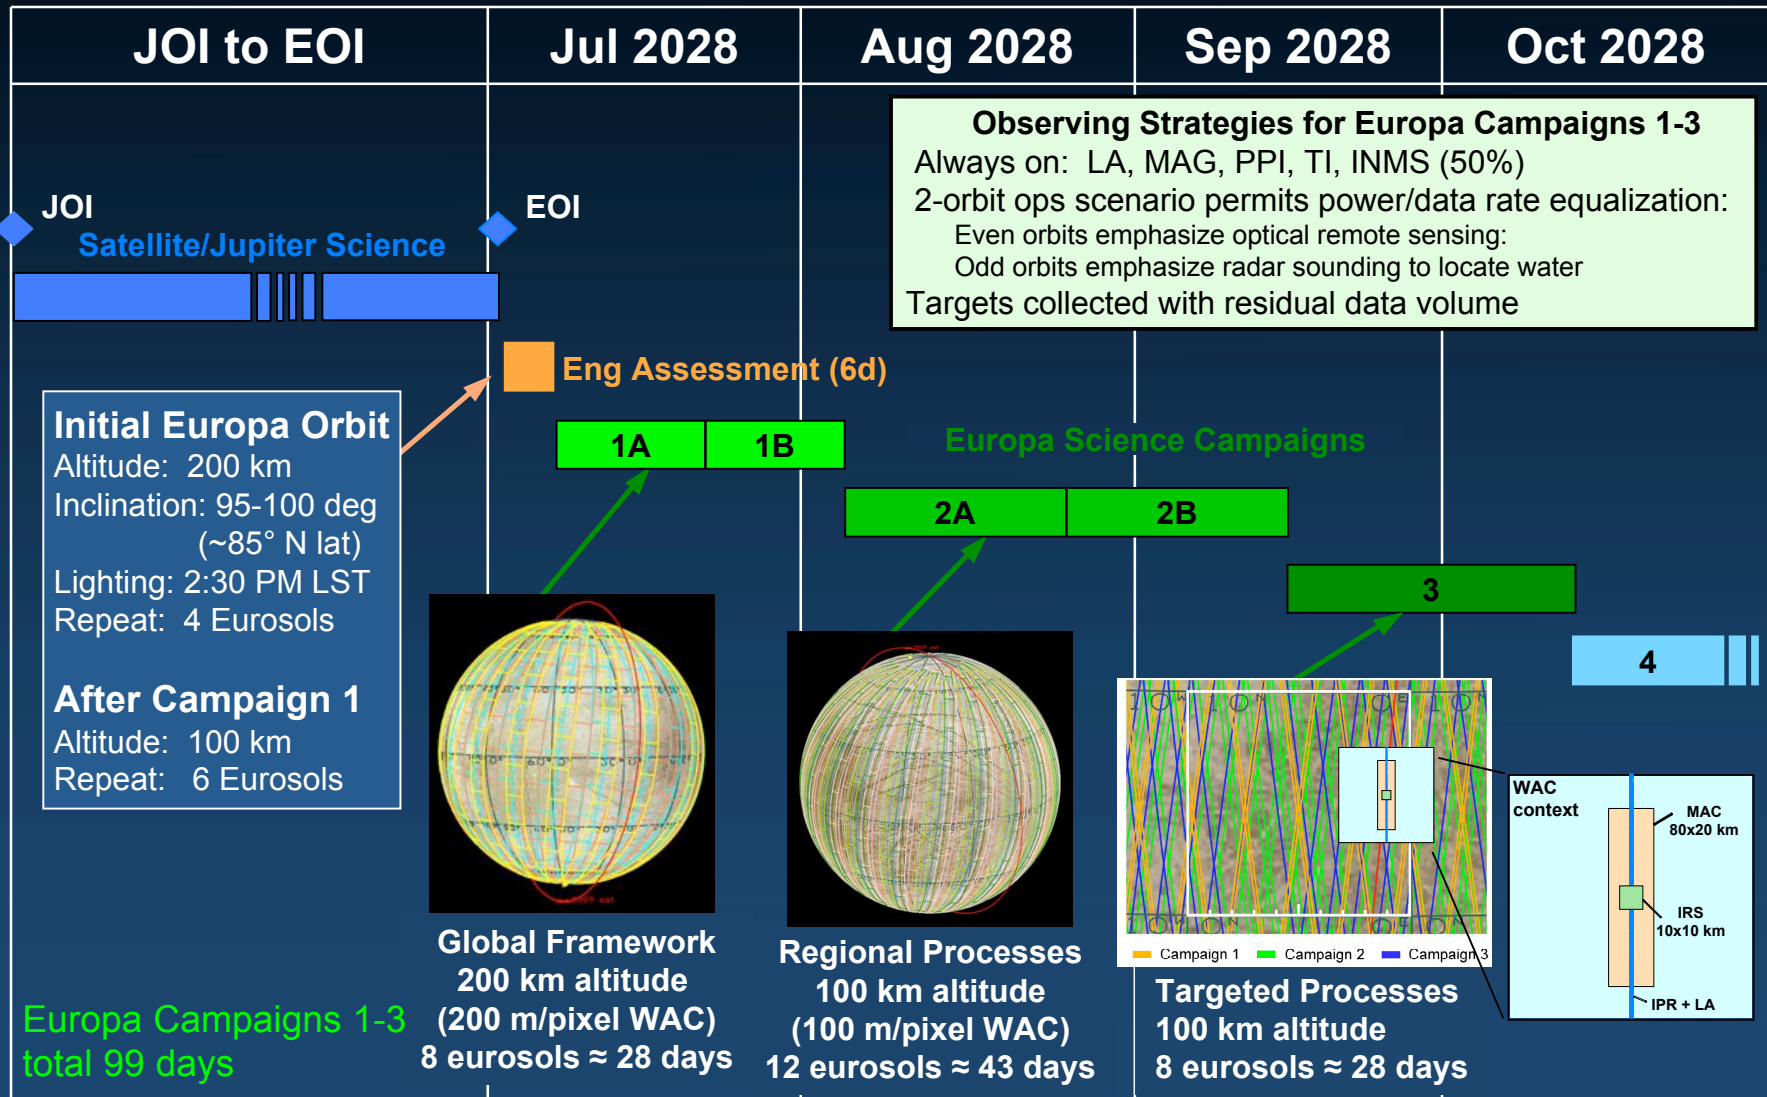 JOI to EOI
Jul 2028
Aug 2028
Sep 2028
Oct 2028
Observing Strategies for Europa Campaigns 1-3
Always on: LA, MAG, PPI, TI, INMS (50%)
2-orbit ops scenario permits power/data rate equalization:
Even orbits emphasize optical remote sensing:
Odd orbits emphasize radar sounding to locate water
Targets collected with residual data volume
JOI
EOI
Satellite/Jupiter Science
Eng Assessment (6d)
Initial Europa Orbit
Altitude: 200 km
Inclination: 95-100 deg
(~85° N lat)
Lighting: 2:30 PM LST
Repeat: 4 Eurosols
After Campaign 1
Altitude: 100 km
Repeat: 6 Eurosols
1A
1B
Europa Science Campaigns
2A
2B
3
4
WAC
context
MAC
80x20 km
IRS
10x10 km
IPR + LA
Campaign 1
Campaign 2
Campaign 3
Global Framework
200 km altitude
(200 m/pixel WAC)
8 eurosols ≈ 28 days
Regional Processes
100 km altitude
(100 m/pixel WAC)
12 eurosols ≈ 43 days
Targeted Processes
100 km altitude
8 eurosols ≈ 28 days
Europa Campaigns 1-3
total 99 days